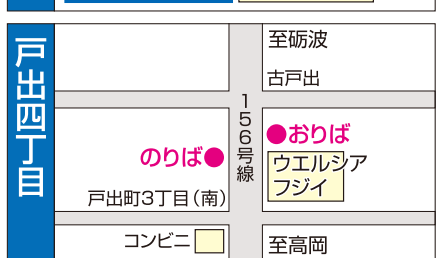 戸出四丁目
至砺波
古戸出
156号線
のりば●
●おりば
ウエルシア
フジイ
戸出町3丁目(南)
コンビニ
至高岡